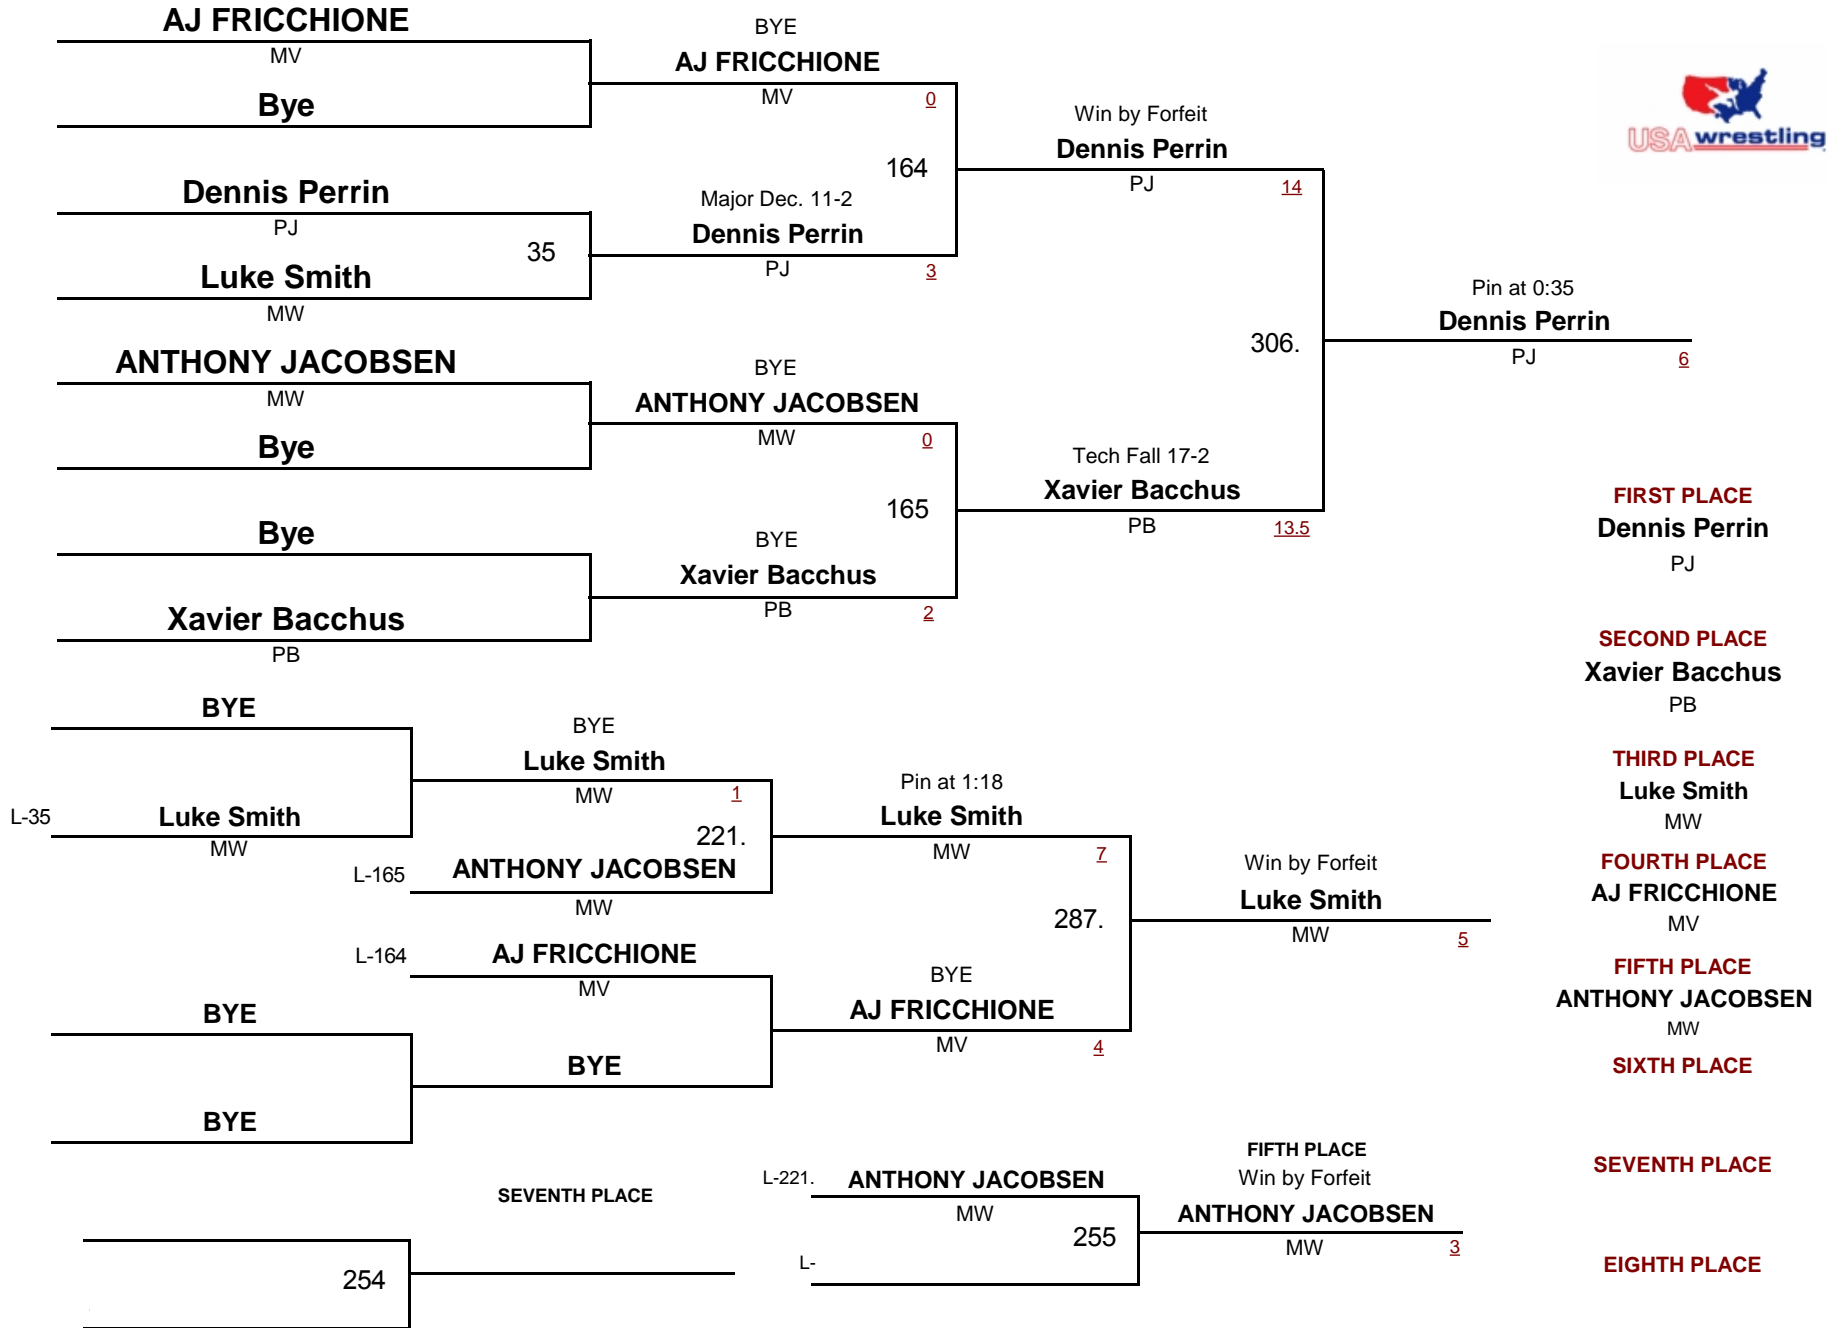 AJ FRICCHIONE
MV
Bye
BYE
AJ FRICCHIONE
MV 0
Dennis Perrin
PJ
35
Luke Smith
MW
164
Major Dec. 11-2
Dennis Perrin
PJ 3
Win by Forfeit
Dennis Perrin
PJ 14
USA wrestling
ANTHONY JACOBSEN
MW
Bye
BYE
ANTHONY JACOBSEN
MW 0
Bye
Xavier Bacchus
PB
165
BYE
Xavier Bacchus
PB 2
Tech Fall 17-2
Xavier Bacchus
PB 13.5
306.
Pin at 0:35
Dennis Perrin
PJ 6
FIRST PLACE
Dennis Perrin
PJ
SECOND PLACE
Xavier Bacchus
PB
THIRD PLACE
Luke Smith
MW
FOURTH PLACE
AJ FRICCHIONE
MV
FIFTH PLACE
ANTHONY JACOBSEN
MW
SIXTH PLACE
SEVENTH PLACE
EIGHTH PLACE
BYE
L-35 Luke Smith
MW
BYE
Luke Smith
MW 1
221.
L-165 ANTHONY JACOBSEN
MW
Pin at 1:18
Luke Smith
MW 7
L-164 AJ FRICCHIONE
MV
BYE
BYE
BYE
287.
BYE
AJ FRICCHIONE
MV 4
Win by Forfeit
Luke Smith
MW 5
SEVENTH PLACE
254
L-221. ANTHONY JACOBSEN
MW
255
L-
FIFTH PLACE
Win by Forfeit
ANTHONY JACOBSEN
MW 3